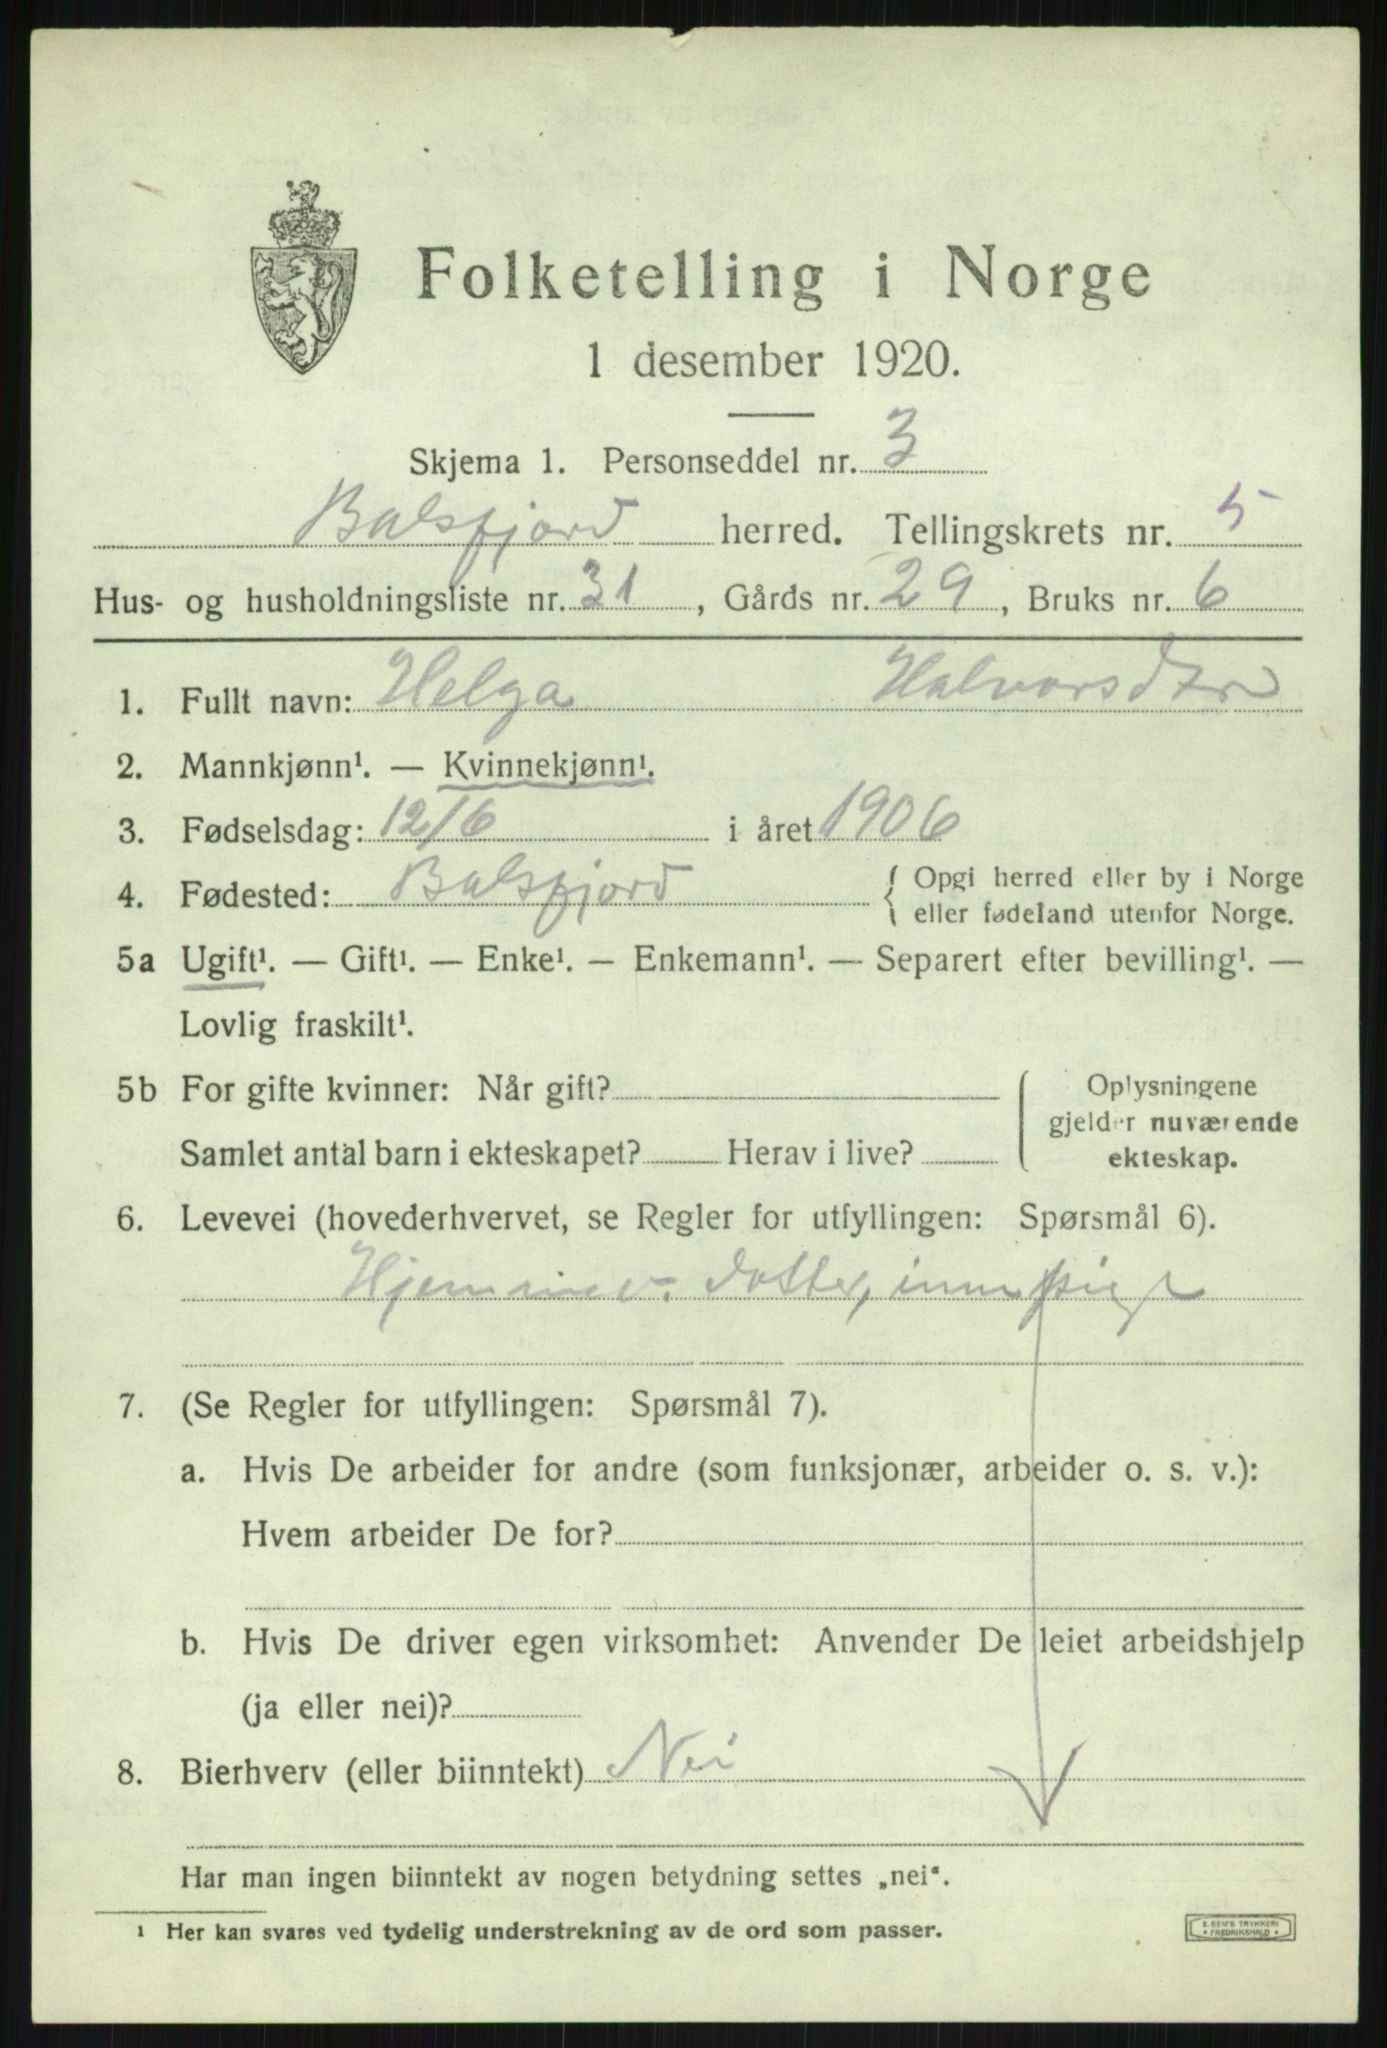 Folketelling i Norge
1 desember 1920.
Skjema 1. Personseddel nr. 3
Balsfjord herred. Tellingskrets nr. 5
Hus- og husholdningsliste nr. 31, Gårds nr. 29, Bruks nr. 6
1. Fullt navn: Helga Halvorsdtr
2. Mannkjønn¹. — Kvinnekjønn¹.
3. Fødselsdag: 12/6 i året 1906
4. Fødested: Balsfjord { Opgi herred eller by i Norge
eller fødeland utenfor Norge.
5a Ugift¹. — Gift¹. — Enke¹. — Enkemann¹. — Separert efter bevilling¹. —
Lovlig fraskilt¹.
5b For gifte kvinner: Når gift? Oplysningene
gjelder nuværende
Samlet antal barn i ekteskapet? Herav i live? ekteskap.
6. Levevei (hovederhvervet, se Regler for utfyllingen: Spørsmål 6).
Hjemmev. datter, innepige
7. (Se Regler for utfyllingen: Spørsmål 7).
a. Hvis De arbeider for andre (som funksjonær, arbeider o. s. v.):
Hvem arbeider De for?
b. Hvis De driver egen virksomhet: Anvender De leiet arbeidshjelp
(ja eller nei)?
8. Bierhverv (eller biinntekt) Nei
Har man ingen biinntekt av nogen betydning settes „nei“.
¹ Her kan svares ved tydelig understrekning av de ord som passer.
E. SEM'S TRYKKERI
FREDRIKSHALD